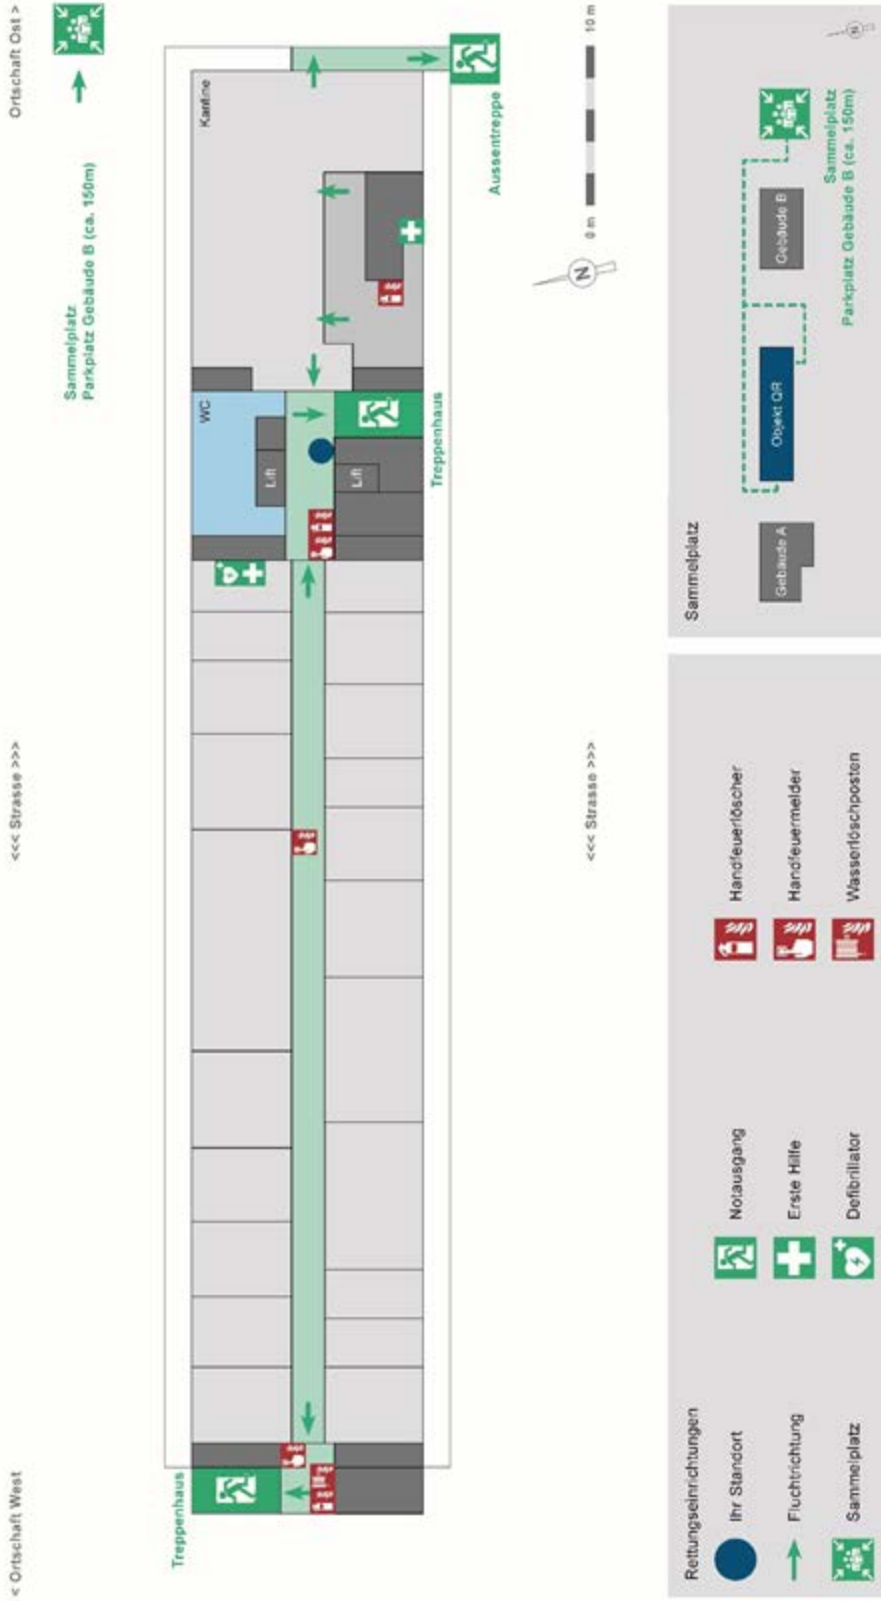 < Ortschaft West
<<< Strasse >>>
Ortschaft Ost >
Sammelplatz
Parkplatz Gebäude B (ca. 150m)
Treppenhaus
WC
Lift
Lift
Kantine
Treppenhaus
Aussentreppe
<<< Strasse >>>
N
0 m
10 m
Rettungseinrichtungen
Ihr Standort
Fluchtrichtung
Sammelplatz
Notausgang
Erste Hilfe
Defibrillator
Handfeuerlöscher
Handfeuermelder
Wasserlöschposten
Sammelplatz
Gebäude A
Objekt QR
Gebäude B
Sammelplatz
Parkplatz Gebäude B (ca. 150m)
N